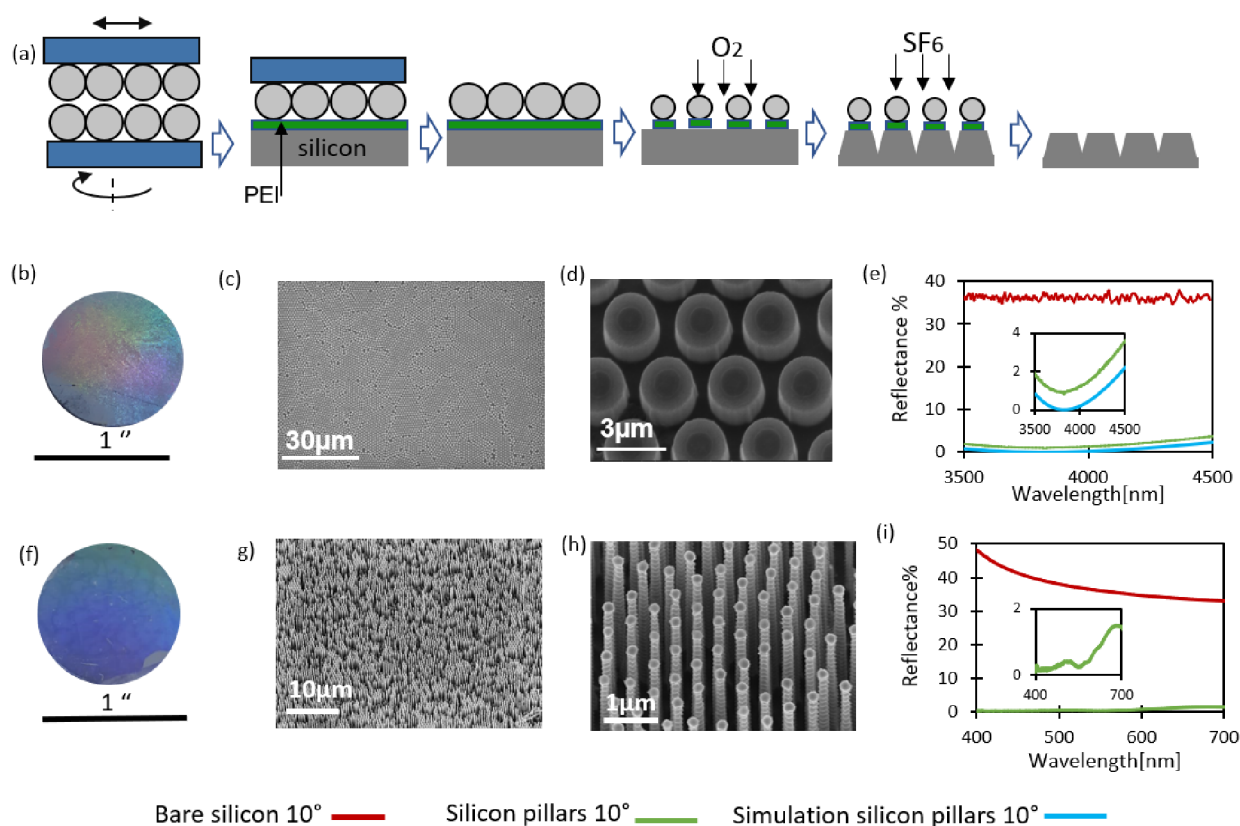 (a)
O2
SF6
silicon
PEI
(b)
1 ‘‘
(c)
30µm
(d)
3µm
(e)
Reflectance %
40
30
20
10
0
3500
4000
4500
Wavelength[nm]
4
2
0
3500 4000 4500
(f)
1 “
g)
10µm
(h)
1µm
(i)
Reflectance%
50
40
30
20
10
0
400
500
600
700
Wavelength[nm]
2
0
400
700
Bare silicon 10° Silicon pillars 10° Simulation silicon pillars 10°